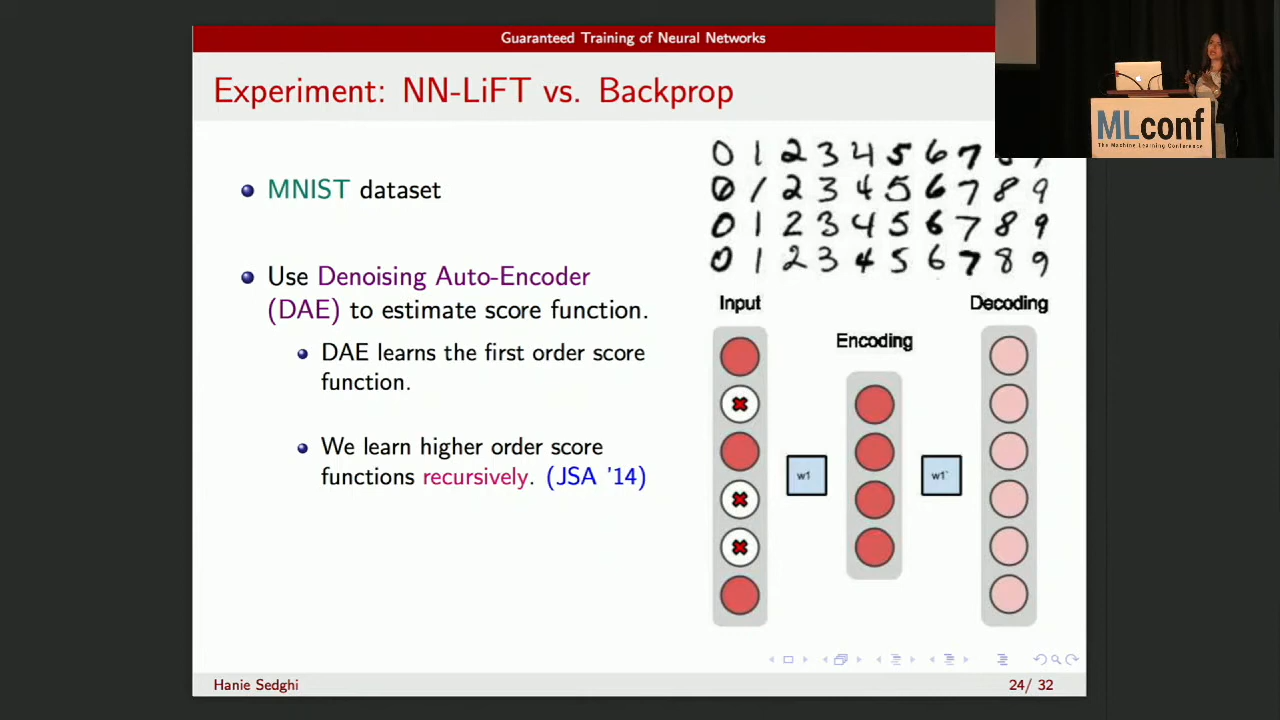 Guaranteed Training of Neural Networks
Experiment: NN-LiFT vs. Backprop
MLconf
The Machine Learning Conference
MNIST dataset
0 1 2 3 4 5 6 7 8 9
0 1 2 3 4 5 6 7 8 9
0 1 2 3 4 5 6 7 8 9
0 1 2 3 4 5 6 7 8 9
Use Denoising Auto-Encoder
(DAE) to estimate score function.
DAE learns the first order score
function.
We learn higher order score
functions recursively. (JSA '14)
Input
Encoding
Decoding
w1
w1`
Hanie Sedghi
24/ 32